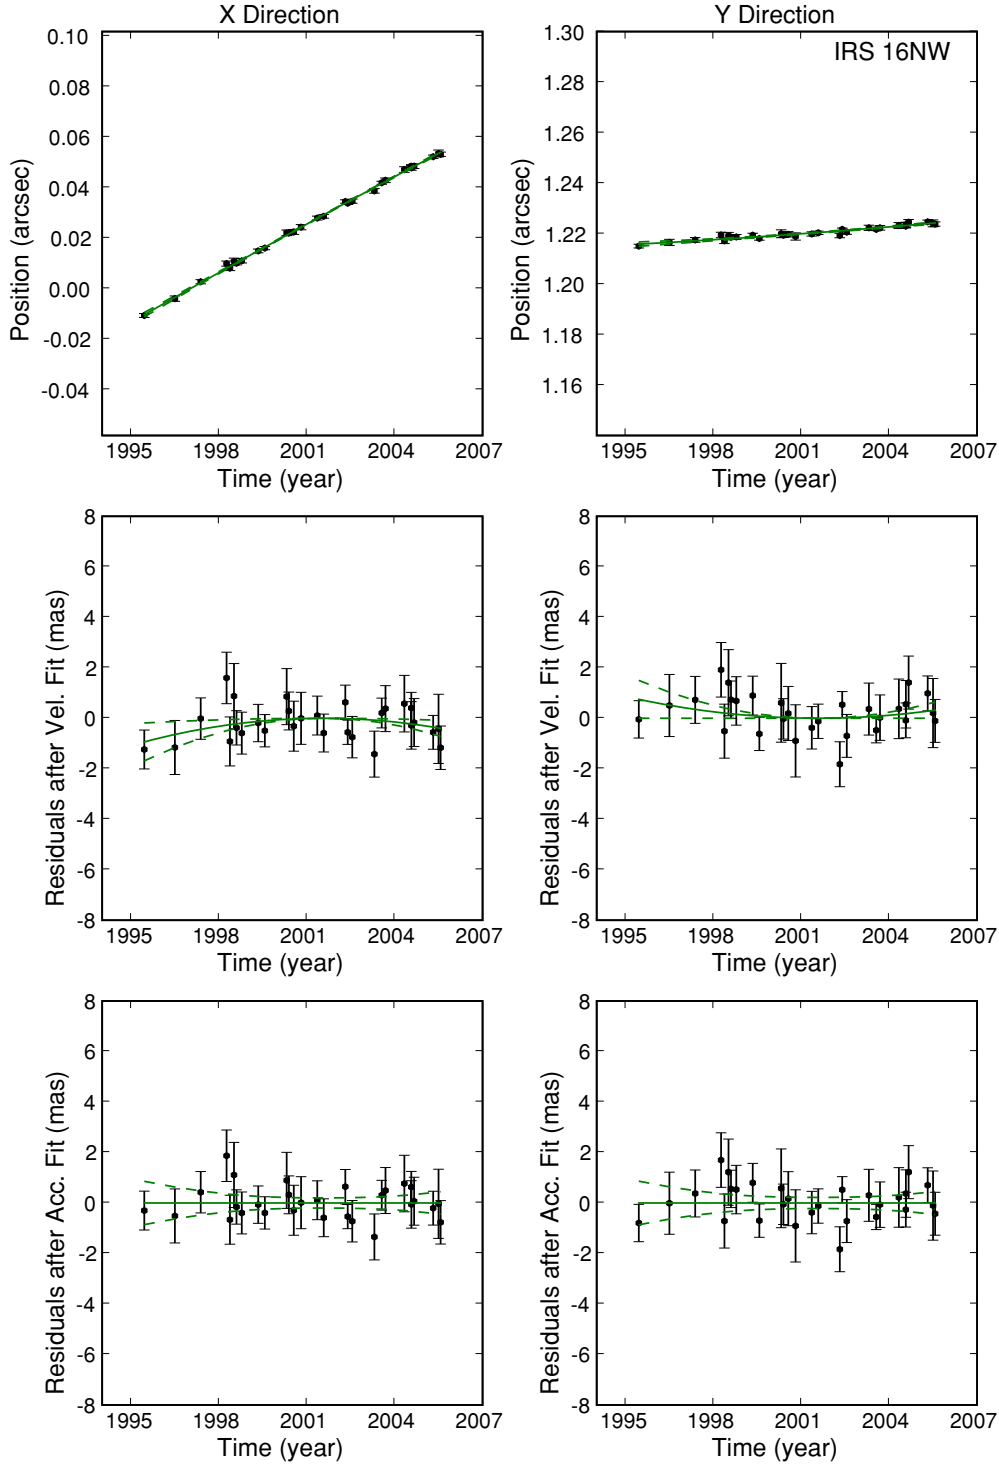 X Direction
Y Direction
0.10
0.08
0.06
0.04
0.02
0.00
-0.02
-0.04
Position (arcsec)
1995 1998 2001 2004 2007
Time (year)
IRS 16NW
1.30
1.28
1.26
1.24
1.22
1.20
1.18
1.16
Position (arcsec)
1995 1998 2001 2004 2007
Time (year)
8
6
4
2
0
-2
-4
-6
-8
Residuals after Vel. Fit (mas)
1995 1998 2001 2004 2007
Time (year)
8
6
4
2
0
-2
-4
-6
-8
Residuals after Vel. Fit (mas)
1995 1998 2001 2004 2007
Time (year)
8
6
4
2
0
-2
-4
-6
-8
Residuals after Acc. Fit (mas)
1995 1998 2001 2004 2007
Time (year)
8
6
4
2
0
-2
-4
-6
-8
Residuals after Acc. Fit (mas)
1995 1998 2001 2004 2007
Time (year)